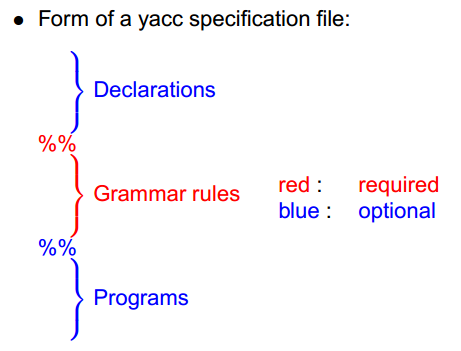 ● Form of a yacc specification file:
Declarations
%%
Grammar rules
red : required
blue : optional
%%
Programs